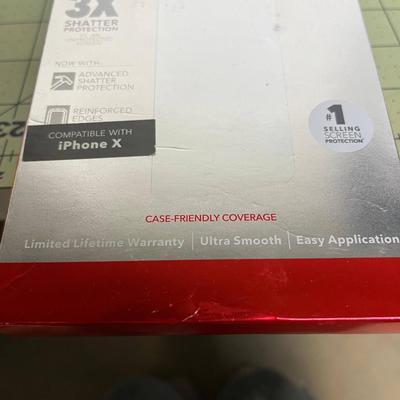 3X
SHATTER
PROTECTION
NOW WITH...
ADVANCED
SHATTER
PROTECTION
REINFORCED
EDGES
COMPATIBLE WITH
iPhone X
#1
SELLING
SCREEN
PROTECTION
CASE-FRIENDLY COVERAGE
Limited Lifetime Warranty | Ultra Smooth | Easy Application
23